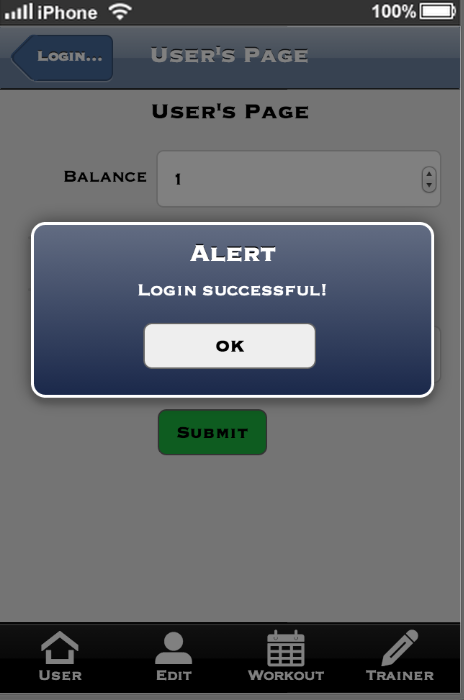 iPhone 100%
Login... User's Page
User's Page
Balance 1
Alert
Login successful!
OK
Submit
User Edit Workout Trainer